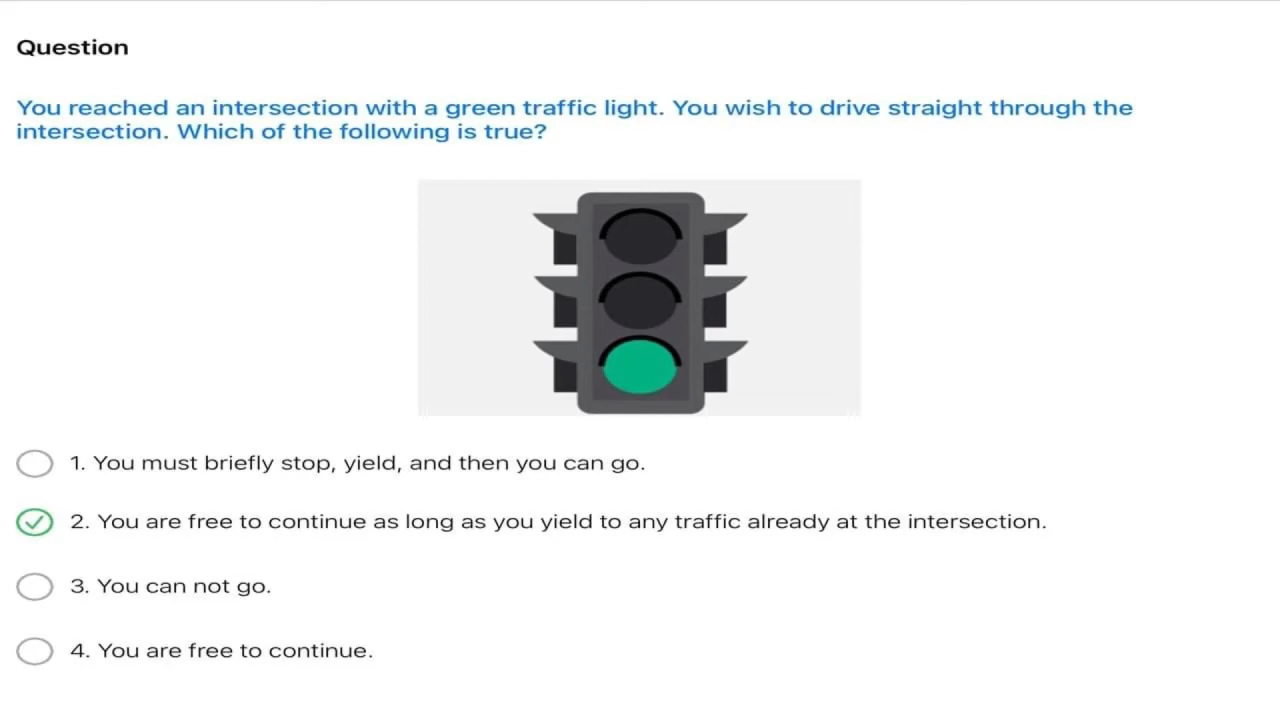 Question
You reached an intersection with a green traffic light. You wish to drive straight through the
intersection. Which of the following is true?
1. You must briefly stop, yield, and then you can go.
2. You are free to continue as long as you yield to any traffic already at the intersection.
3. You can not go.
4. You are free to continue.